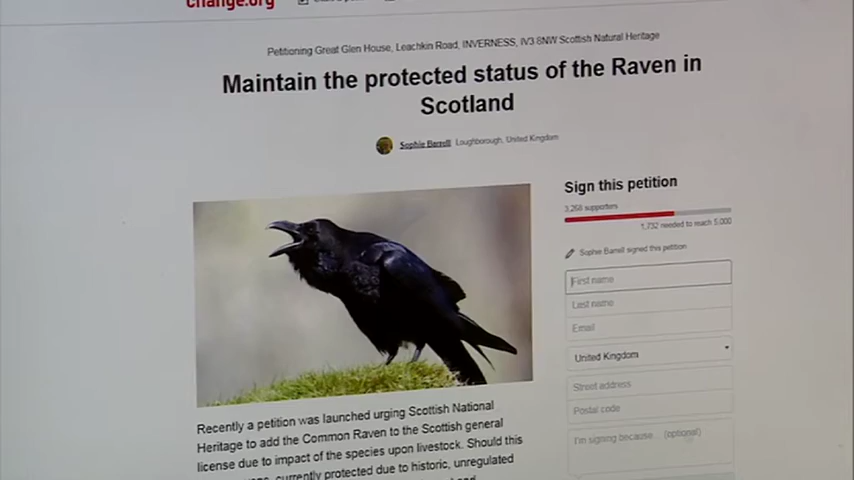 change.org
Petitioning Great Glen House, Leachkin Road, INVERNESS, IV3 8NW Scottish Natural Heritage
Maintain the protected status of the Raven in
Scotland
Sophie Barrell Loughborough, United Kingdom
Sign this petition
3,268 supporters
1,732 needed to reach 5,000
Sophie Barrell signed this petition
First name
Last name
Email
United Kingdom
Street address
Postal code
I'm signing because (optional)
Recently a petition was launched urging Scottish National
Heritage to add the Common Raven to the Scottish general
license due to impact of the species upon livestock. Should this
currently protected due to historic, unregulated